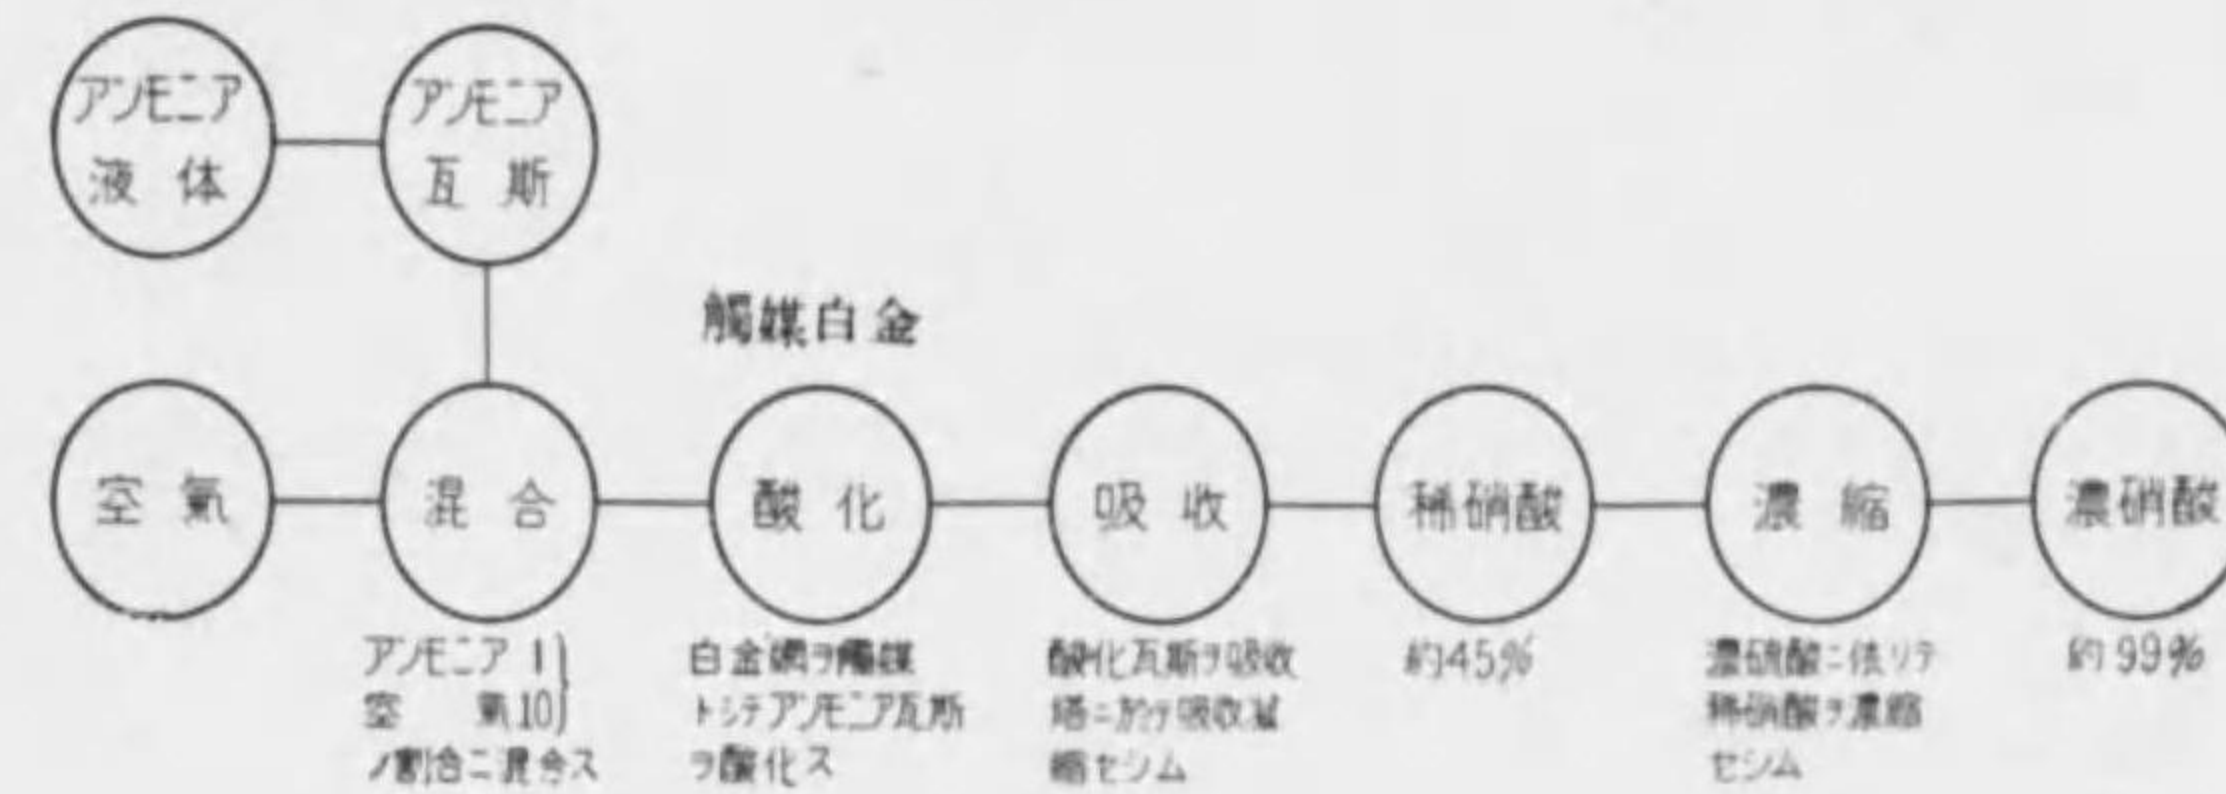 アンモニア
液体
アンモニア
瓦斯
觸媒白金
空氣
混合
酸化
吸收
稀硝酸
濃縮
濃硝酸
アンモニア 1}
空 氣10}
ノ割合ニ混合ス
白金網ヲ觸媒
トシテアンモニア瓦斯
ヲ酸化ス
酸化瓦斯ヲ吸收
塔ニ於テ吸收
縮セシム
約45%
濃硫酸ニ依リテ
稀硝酸ヲ濃縮
セシム
約99%